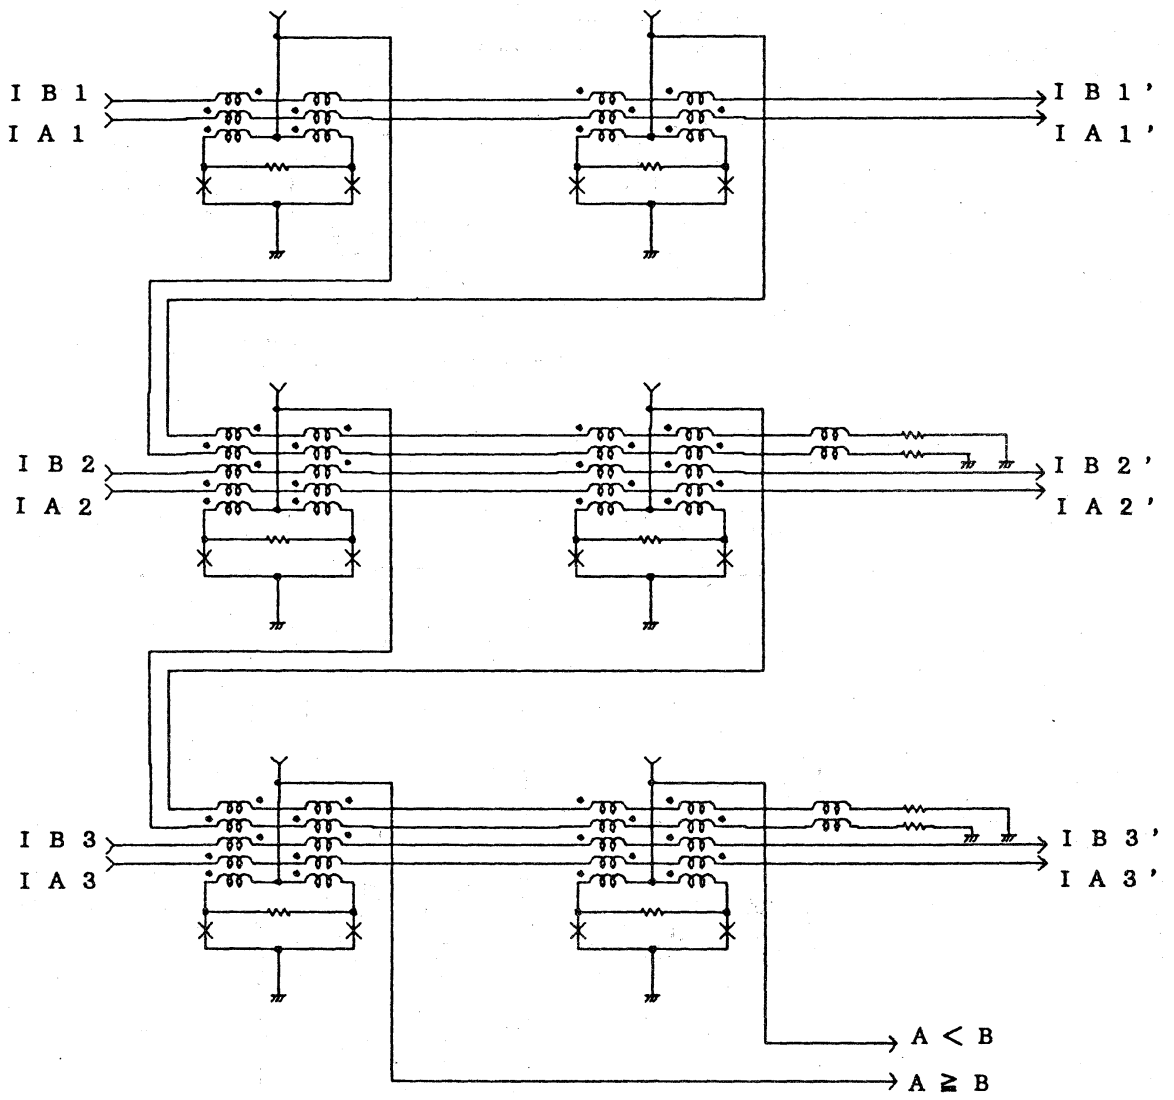 I B 1
I B 1 '
I A 1
I A 1 '
I B 2
I B 2 '
I A 2
I A 2 '
I B 3
I B 3 '
I A 3
I A 3 '
A < B
A ≧ B